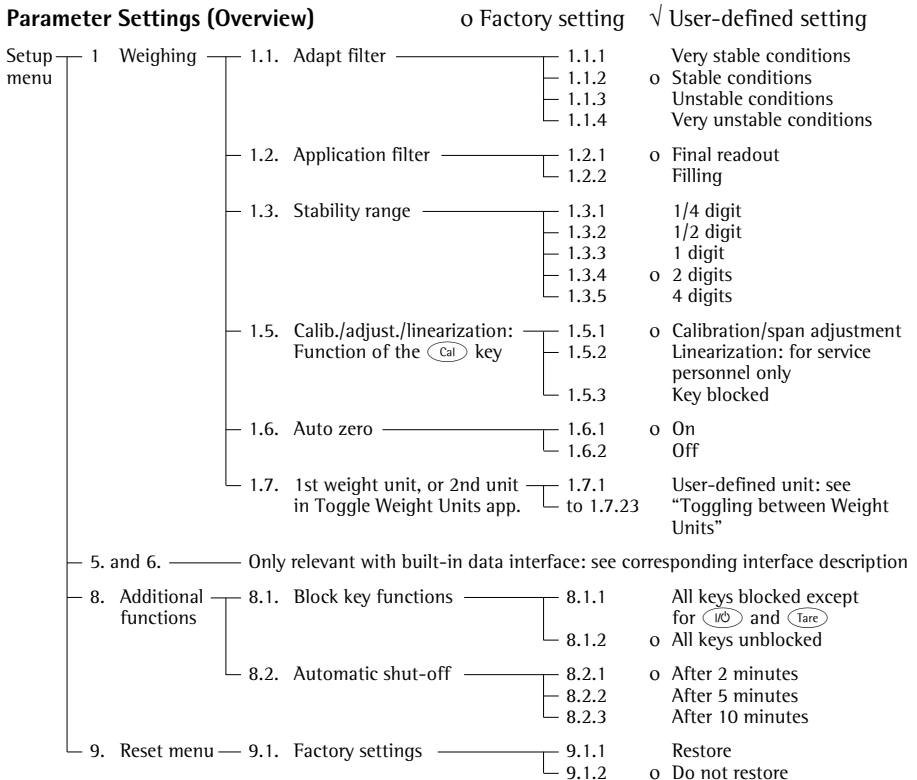 Parameter Settings (Overview) o Factory setting √ User-defined setting
Setup 1 Weighing 1.1. Adapt filter 1.1.1 Very stable conditions
menu 1.1.2 o Stable conditions
1.1.3 Unstable conditions
1.1.4 Very unstable conditions
1.2. Application filter 1.2.1 o Final readout
1.2.2 Filling
1.3. Stability range 1.3.1 1/4 digit
1.3.2 1/2 digit
1.3.3 1 digit
1.3.4 o 2 digits
1.3.5 4 digits
1.5. Calib./adjust./linearization: 1.5.1 o Calibration/span adjustment
Function of the Cal key 1.5.2 Linearization: for service
personnel only
1.5.3 Key blocked
1.6. Auto zero 1.6.1 o On
1.6.2 Off
1.7. 1st weight unit, or 2nd unit 1.7.1 User-defined unit: see
in Toggle Weight Units app. to 1.7.23 “Toggling between Weight
Units”
5. and 6. Only relevant with built-in data interface: see corresponding interface description
8. Additional 8.1. Block key functions 8.1.1 All keys blocked except
functions for I/⏻ and Tare
8.1.2 o All keys unblocked
8.2. Automatic shut-off 8.2.1 o After 2 minutes
8.2.2 After 5 minutes
8.2.3 After 10 minutes
9. Reset menu 9.1. Factory settings 9.1.1 Restore
9.1.2 o Do not restore